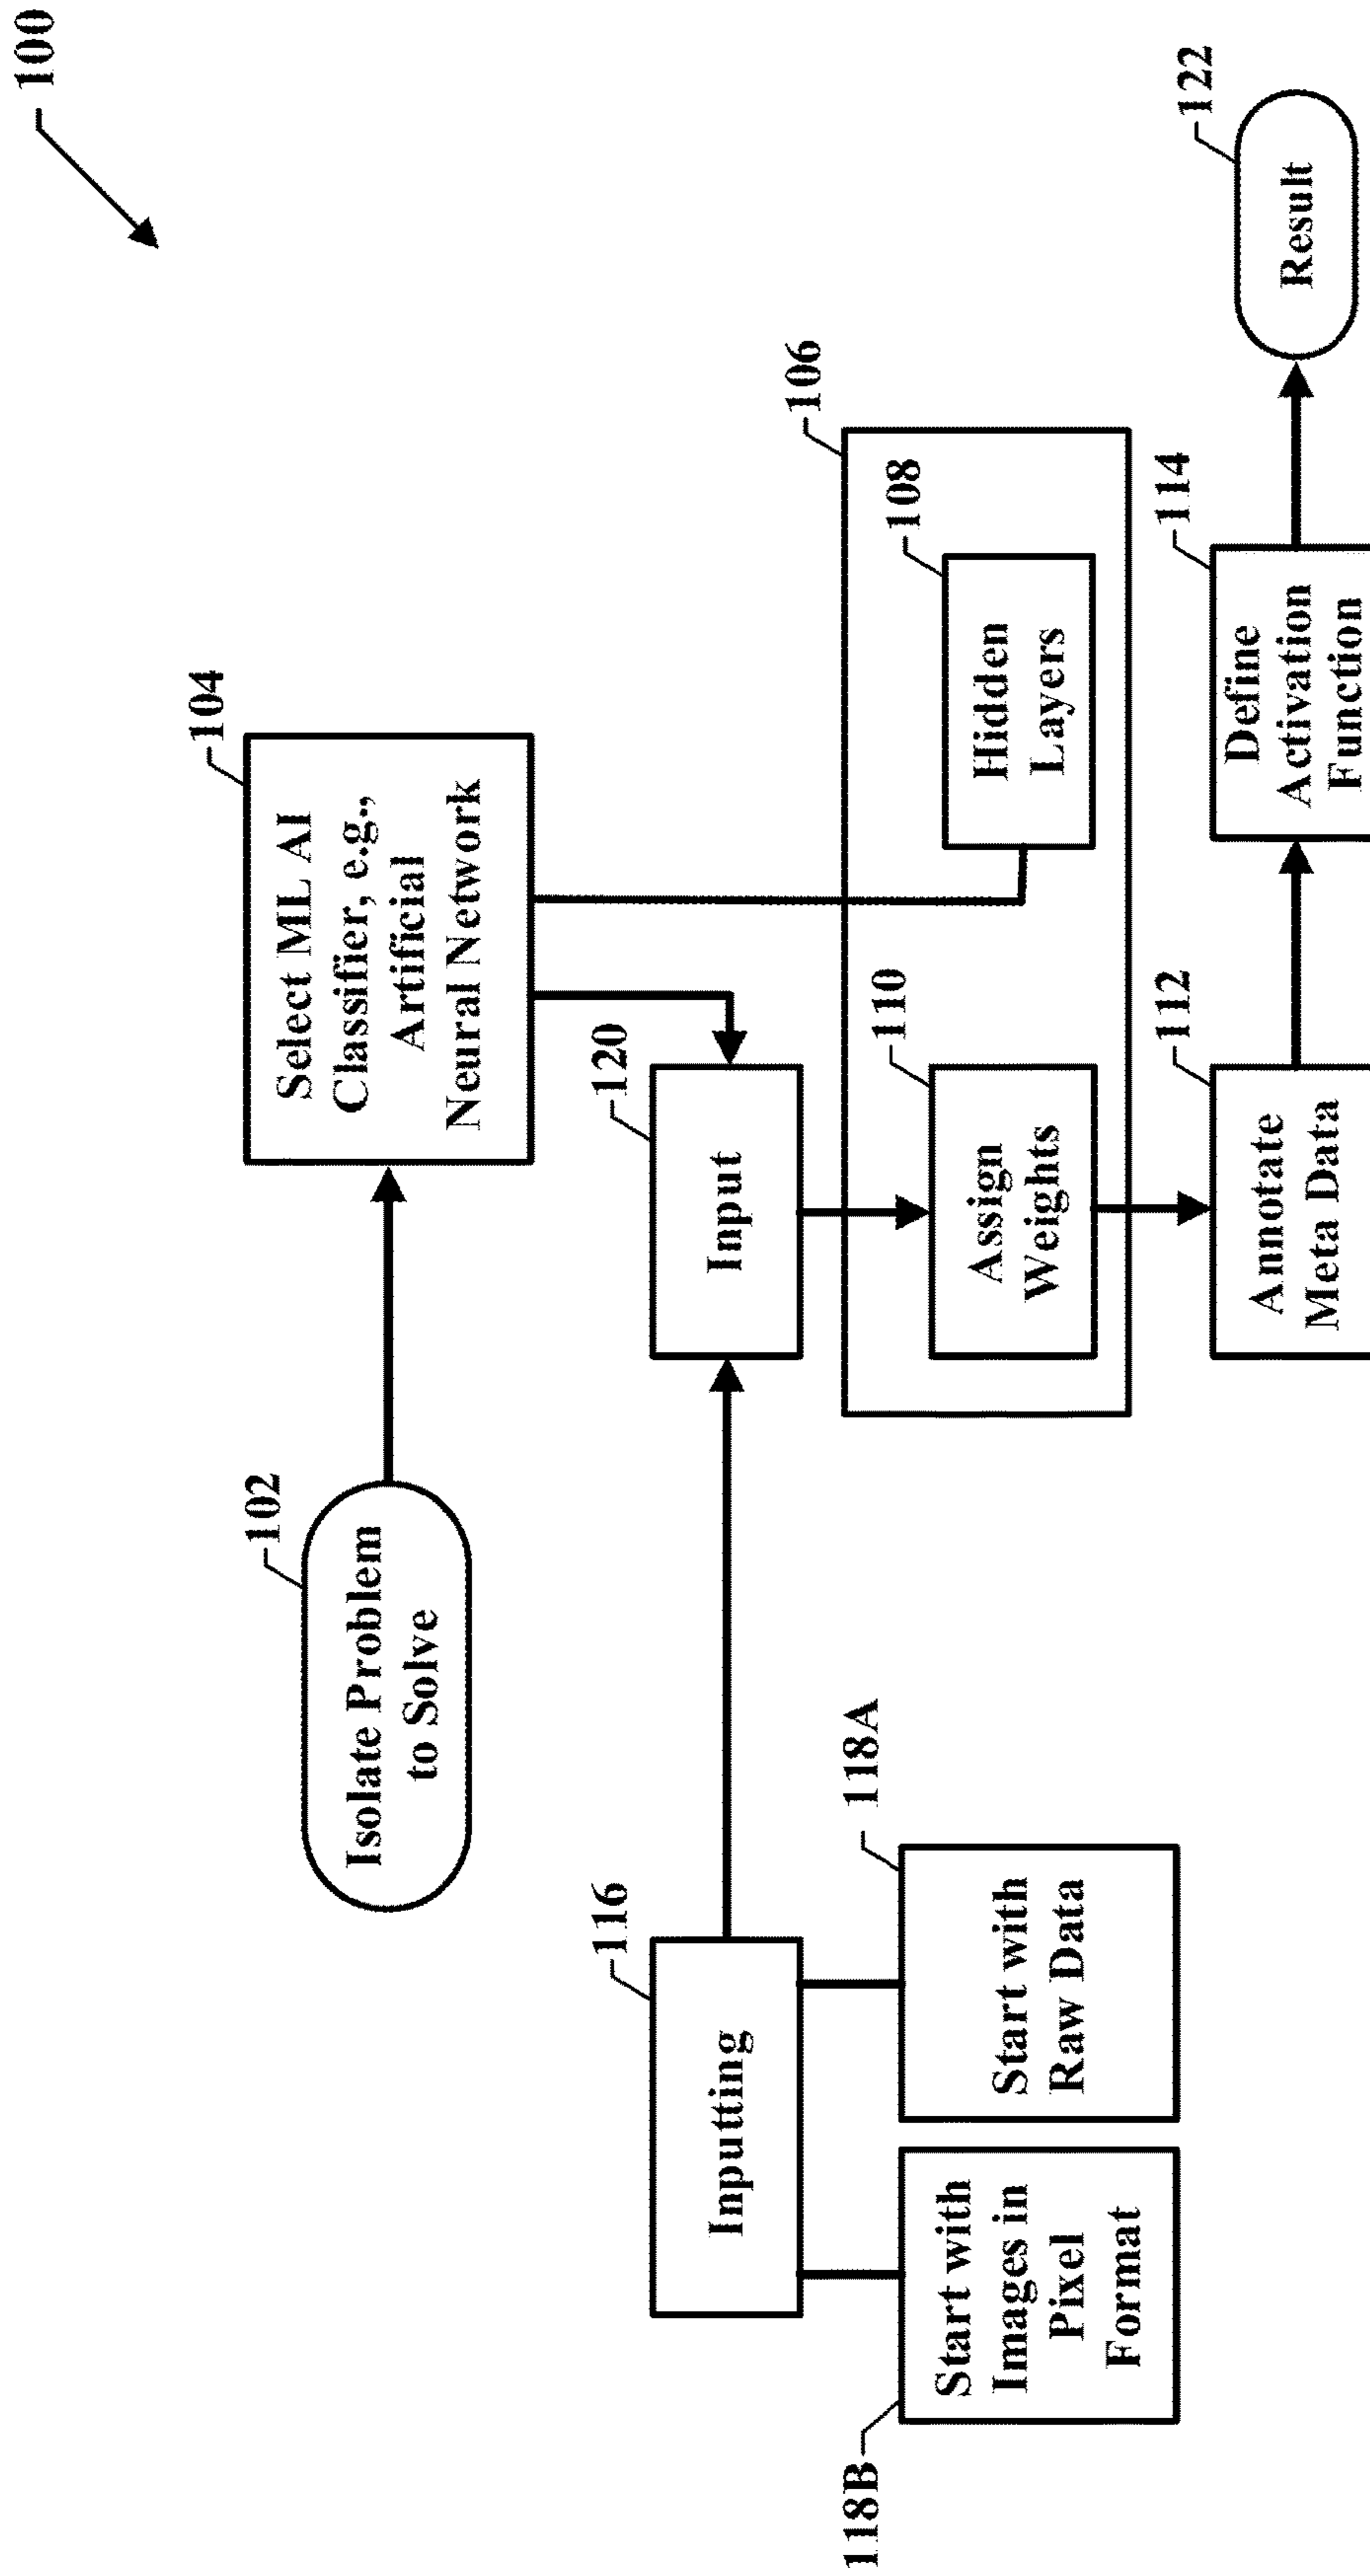 100
102
Isolate Problem
to Solve
104
Select ML AI
Classifier, e.g.,
Artificial
Neural Network
116
Inputting
120
Input
106
118B
Start with
Images in
Pixel
Format
118A
Start with
Raw Data
110
Assign
Weights
108
Hidden
Layers
112
Annotate
Meta Data
114
Define
Activation
Function
122
Result